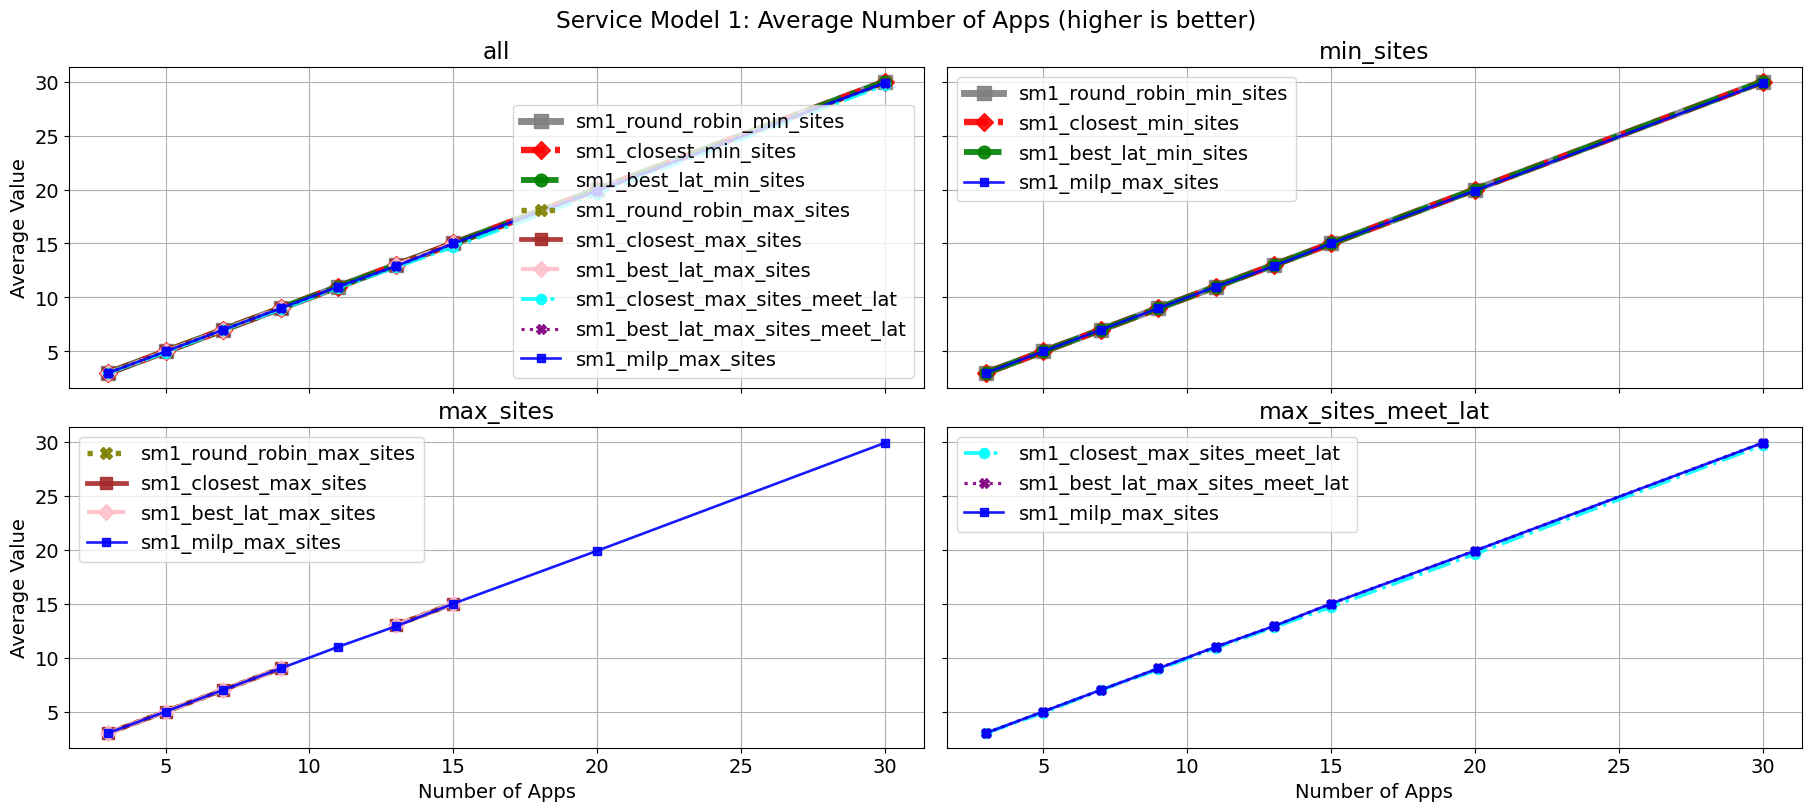 Service Model 1: Average Number of Apps (higher is better)
all
30
25
20
15
10
5
Average Value
sm1_round_robin_min_sites
sm1_closest_min_sites
sm1_best_lat_min_sites
sm1_round_robin_max_sites
sm1_closest_max_sites
sm1_best_lat_max_sites
sm1_closest_max_sites_meet_lat
sm1_best_lat_max_sites_meet_lat
sm1_milp_max_sites
min_sites
sm1_round_robin_min_sites
sm1_closest_min_sites
sm1_best_lat_min_sites
sm1_milp_max_sites
max_sites
30
25
20
15
10
5
Average Value
sm1_round_robin_max_sites
sm1_closest_max_sites
sm1_best_lat_max_sites
sm1_milp_max_sites
5 10 15 20 25 30
Number of Apps
max_sites_meet_lat
sm1_closest_max_sites_meet_lat
sm1_best_lat_max_sites_meet_lat
sm1_milp_max_sites
5 10 15 20 25 30
Number of Apps